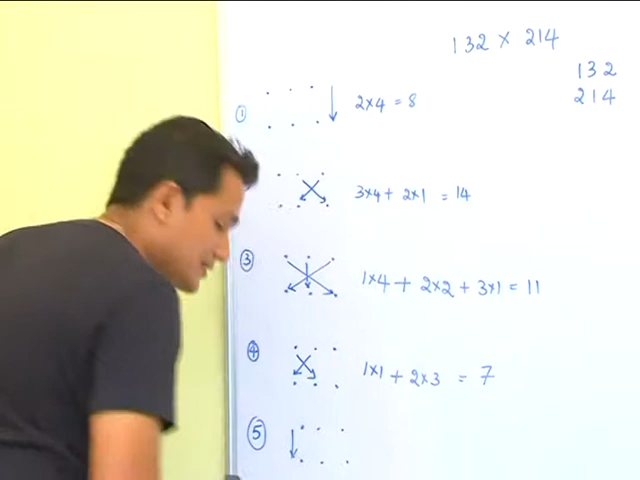 132 × 214
132
214
① 2×4 = 8
3×4 + 2×1 = 14
③ 1×4 + 2×2 + 3×1 = 11
④ 1×1 + 2×3 = 7
⑤